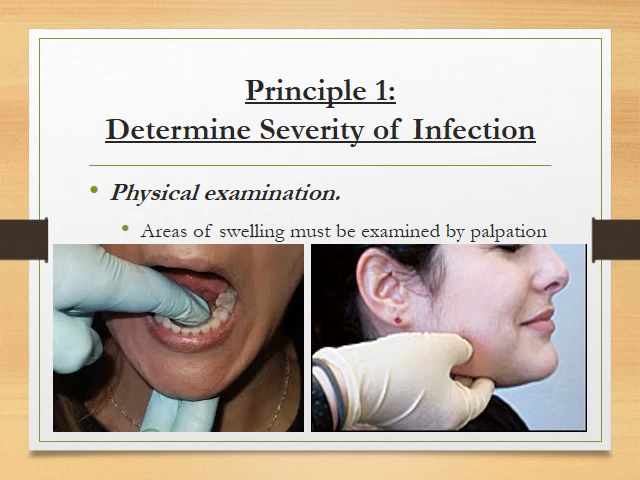 Principle 1:
Determine Severity of Infection
Physical examination.
Areas of swelling must be examined by palpation